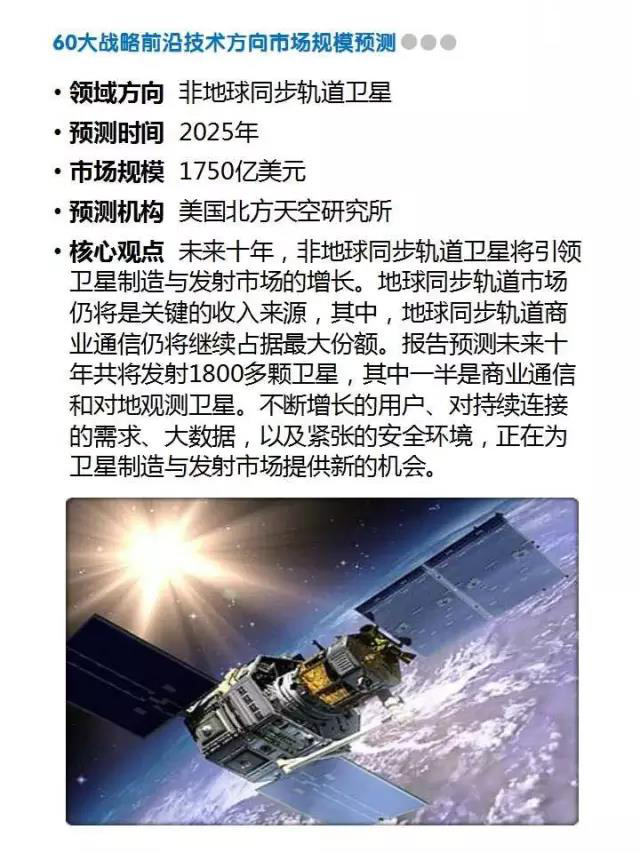 60大战略前沿技术方向市场规模预测
• 领域方向 非地球同步轨道卫星
• 预测时间 2025年
• 市场规模 1750亿美元
• 预测机构 美国北方天空研究所
• 核心观点 未来十年，非地球同步轨道卫星将引领
卫星制造与发射市场的增长。地球同步轨道市场
仍将是关键的收入来源，其中，地球同步轨道商
业通信仍将继续占据最大份额。报告预测未来十
年共将发射1800多颗卫星，其中一半是商业通信
和对地观测卫星。不断增长的用户、对持续连接
的需求、大数据，以及紧张的安全环境，正在为
卫星制造与发射市场提供新的机会。